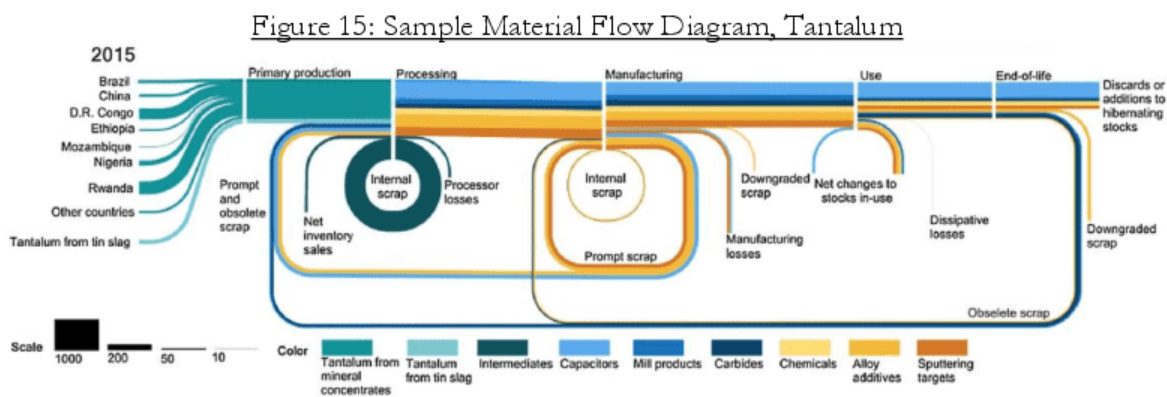 Figure 15: Sample Material Flow Diagram, Tantalum
2015
Primary production
Processing
Manufacturing
Use
End-of-life
Brazil
China
D.R. Congo
Ethiopia
Mozambique
Nigeria
Rwanda
Other countries
Tantalum from tin slag
Discards or
additions to
hibernating
stocks
Prompt
and
obsolete
scrap
Net
inventory
sales
Internal
scrap
Processor
losses
Internal
scrap
Prompt scrap
Downgraded
scrap
Manufacturing
losses
Net changes to
stocks in-use
Dissipative
losses
Downgraded
scrap
Obselete scrap
Scale
1000
200
50
10
Color
Tantalum from
mineral
concentrates
Tantalum
from tin slag
Intermediates
Capacitors
Mill products
Carbides
Chemicals
Alloy
additives
Sputtering
targets